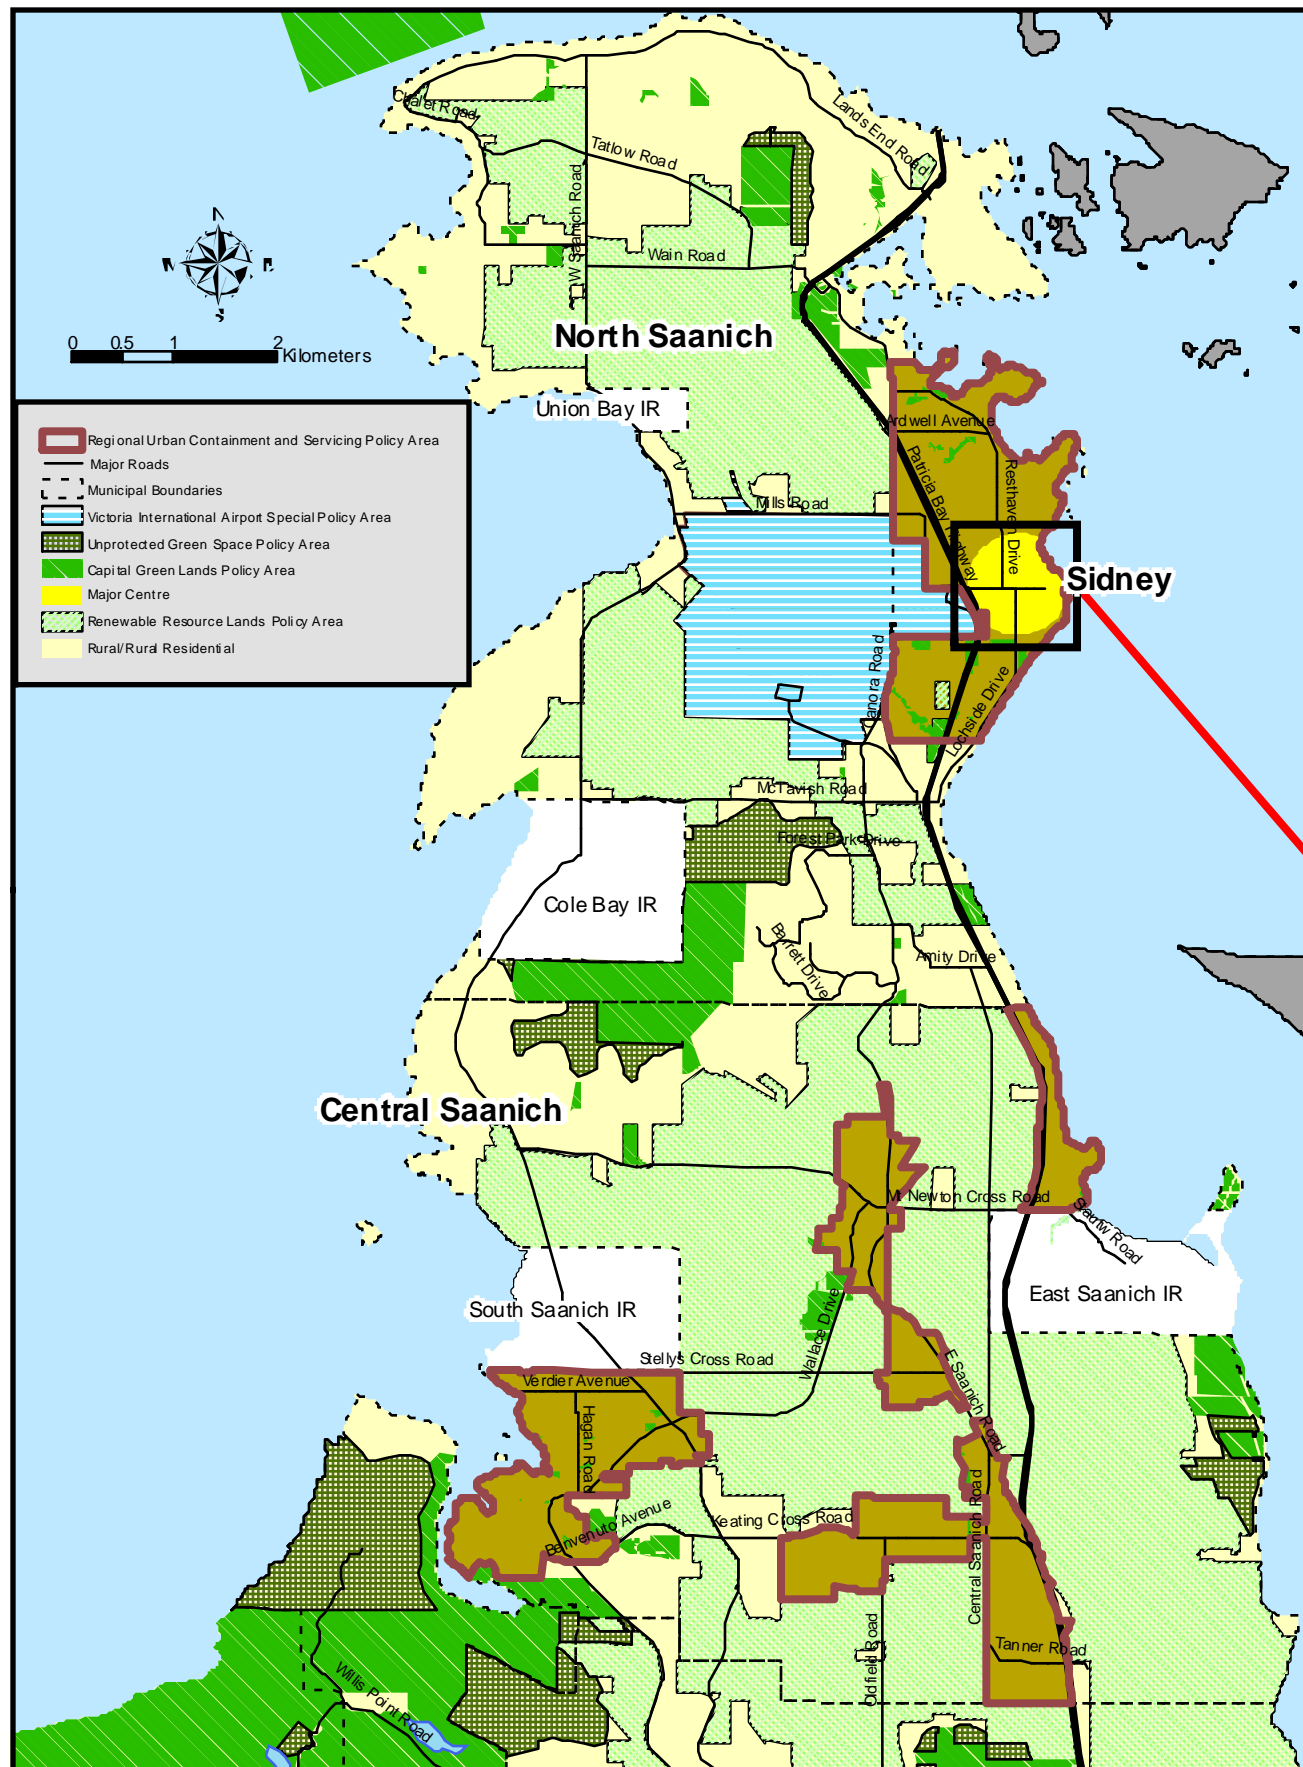 Chalet Road
Lands End Road
Tatlow Road
W Saanich Road
Wain Road
North Saanich
0 0.5 1 2
Kilometers
Union Bay IR
Ardwell Avenue
Regional Urban Containment and Servicing Policy Area
Major Roads
Municipal Boundaries
Victoria International Airport Special Policy Area
Unprotected Green Space Policy Area
Capital Green Lands Policy Area
Major Centre
Renewable Resource Lands Policy Area
Rural/Rural Residential
Patricia Bay Highway
Resthaven Drive
Mills Road
Sidney
anora Road
Lochside Drive
McTavish Road
Forest Park Drive
Cole Bay IR
Barrett Drive
Amity Drive
Central Saanich
Mt Newton Cross Road
Saanich IR
East Saanich IR
South Saanich IR
Wallace Drive
Stellys Cross Road
E Saanich Road
Verdier Avenue
Hagan Road
Benvenuto Avenue
Keating Cross Road
Central Saanich Road
Oldfield Road
Tanner Road
Willis Point Road